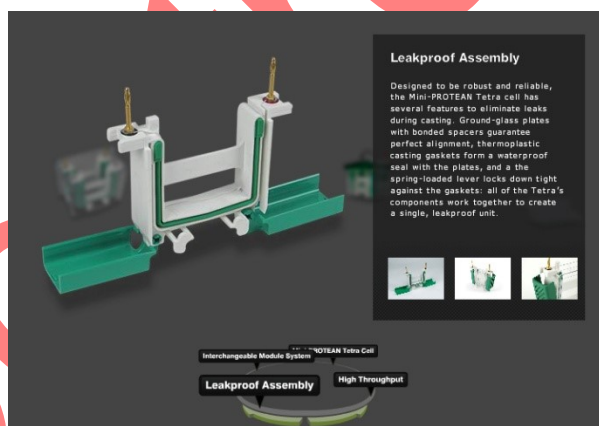 Leakproof Assembly
Designed to be robust and reliable,
the Mini-PROTEAN Tetra cell has
several features to eliminate leaks
during casting. Ground-glass plates
with bonded spacers guarantee
perfect alignment, thermoplastic
casting gaskets form a waterproof
seal with the plates, and a the
spring-loaded lever locks down tight
against the gaskets: all of the Tetra's
components work together to create
a single, leakproof unit.
PROTEAN Tetra Cell
Interchangeable Module System
High Throughput
Leakproof Assembly